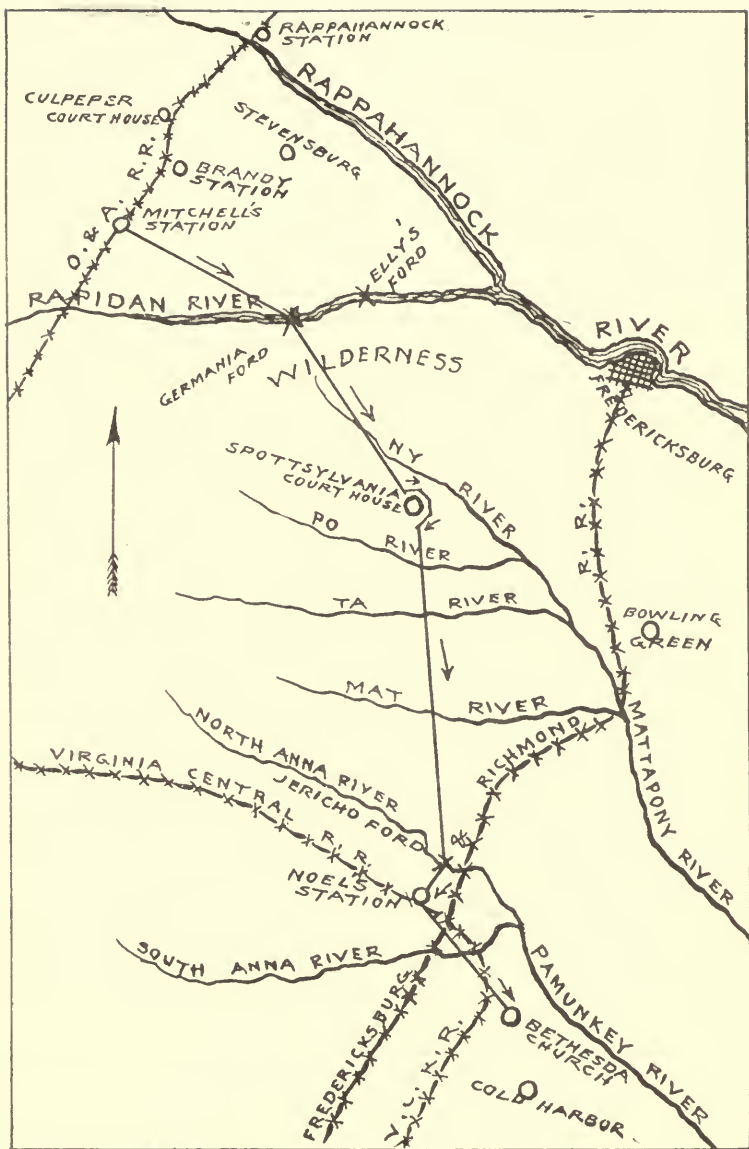 RAPPAHANNOCK
STATION
RAPPAHANNOCK
RIVER
CULPEPER
COURT HOUSE
STEVENSBURG
BRANDY
STATION
O. & A. R.R.
MITCHELL'S
STATION
ELLY'S
FORD
RAPIDAN RIVER
GERMANIA
FORD
WILDERNESS
FREDERICKSBURG
NY
RIVER
SPOTTSYLVANIA
COURT HOUSE
PO RIVER
R. R.
TA RIVER
BOWLING
GREEN
MAT RIVER
MATTAPONY RIVER
NORTH ANNA RIVER
JERICHO FORD
VIRGINIA CENTRAL R. R.
FREDERICKSBURG & RICHMOND
NOELS
STATION
SOUTH ANNA RIVER
PAMUNKEY RIVER
BETHESDA
CHURCH
V. C. R. R.
COLD HARBOR